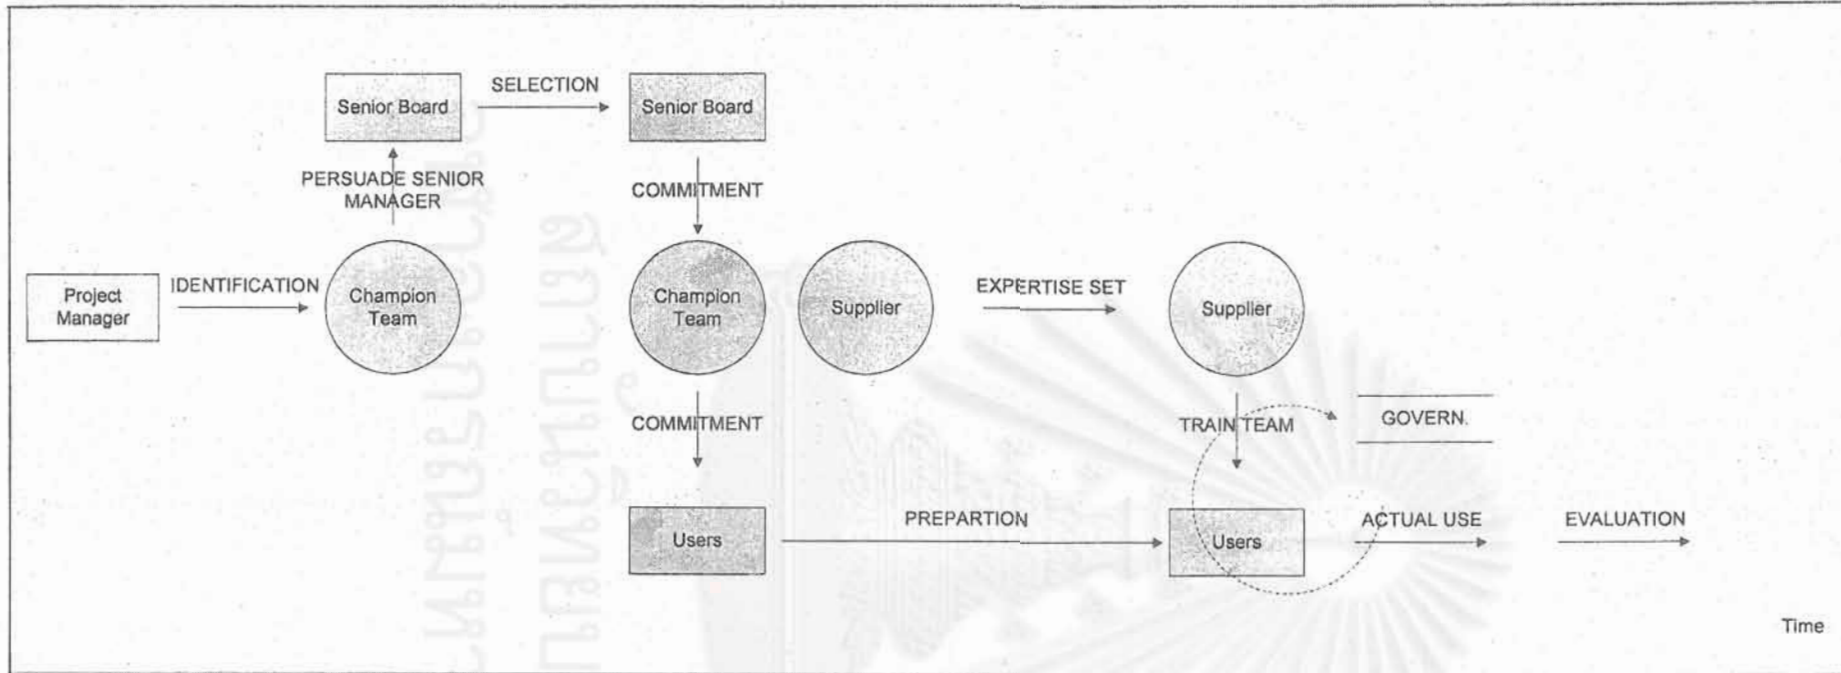 Senior Board
SELECTION
Senior Board
PERSUADE SENIOR
MANAGER
COMMITMENT
Project
Manager
IDENTIFICATION
Champion
Team
Champion
Team
Supplier
EXPERTISE SET
Supplier
COMMITMENT
TRAIN TEAM
GOVERN.
Users
PREPARTION
Users
ACTUAL USE
EVALUATION
Time